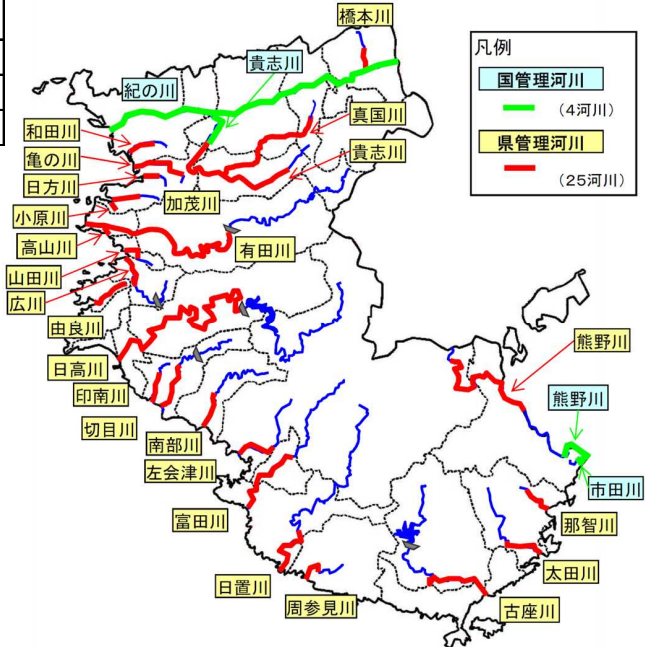 橋本川
貴志川
紀の川
和田川
亀の川
日方川
小原川
高山川
山田川
広川
由良川
日高川
印南川
切目川
南部川
左会津川
富田川
日置川
周参見川
古座川
太田川
那智川
市田川
熊野川
熊野川
有田川
加茂川
貴志川
真国川
凡例
国管理河川
(4河川)
県管理河川
(25河川)